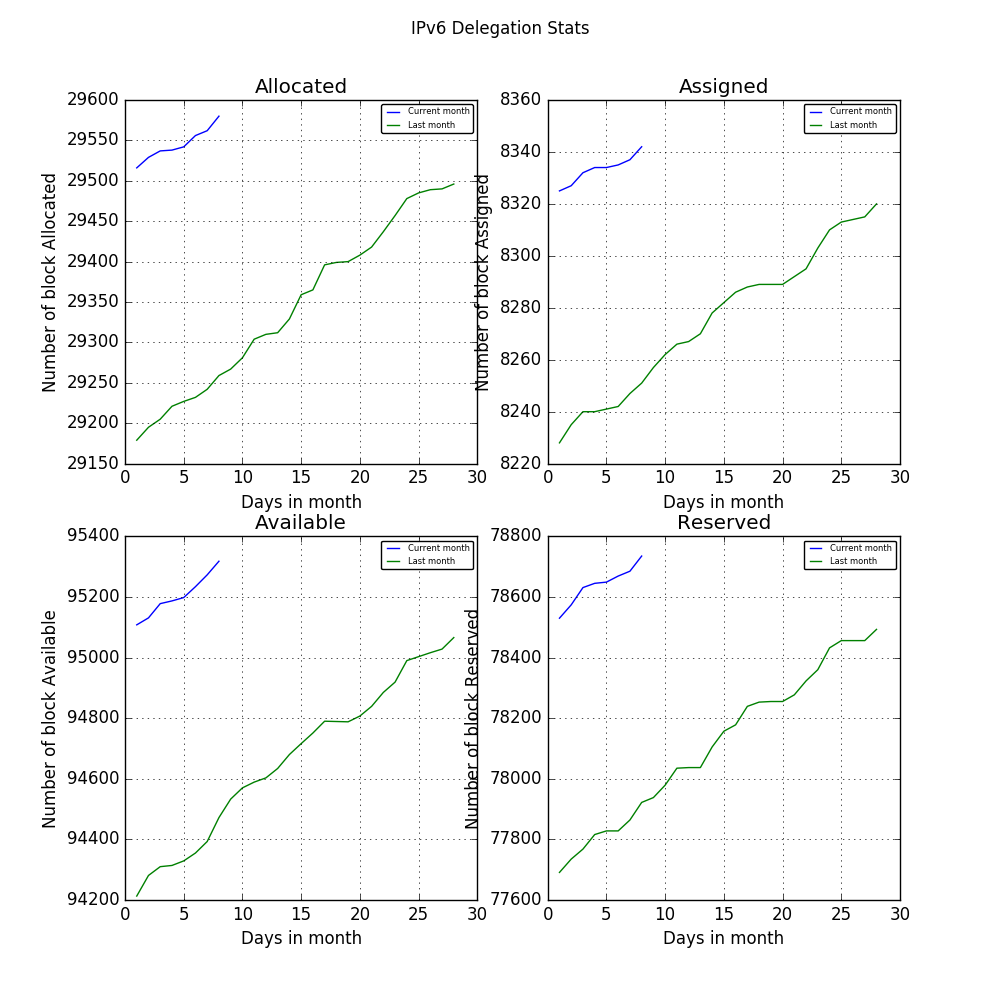 IPv6 Delegation Stats
Allocated
Number of block Allocated
29600
29550
29500
29450
29400
29350
29300
29250
29200
29150
0 5 10 15 20 25 30
Days in month
Current month
Last month
Assigned
Number of block Assigned
8360
8340
8320
8300
8280
8260
8240
8220
0 5 10 15 20 25 30
Days in month
Current month
Last month
Available
Number of block Available
95400
95200
95000
94800
94600
94400
94200
0 5 10 15 20 25 30
Days in month
Current month
Last month
Reserved
Number of block Reserved
78800
78600
78400
78200
78000
77800
77600
0 5 10 15 20 25 30
Days in month
Current month
Last month